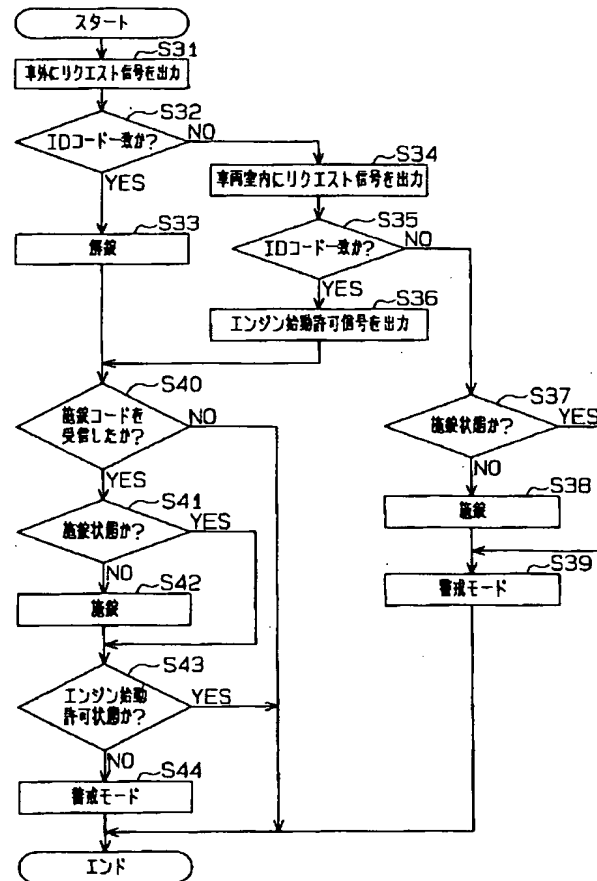 スタート
S31
車外にリクエスト信号を出力
S32
IDコード一致か?
NO
YES
S33
解錠
S34
車両室内にリクエスト信号を出力
S35
IDコード一致か?
NO
YES
S36
エンジン始動許可信号を出力
S37
施錠状態か?
YES
NO
S38
施錠
S39
警戒モード
S40
施錠コードを
受信したか?
NO
YES
S41
施錠状態か?
YES
NO
S42
施錠
S43
エンジン始動
許可状態か?
YES
NO
S44
警戒モード
エンド